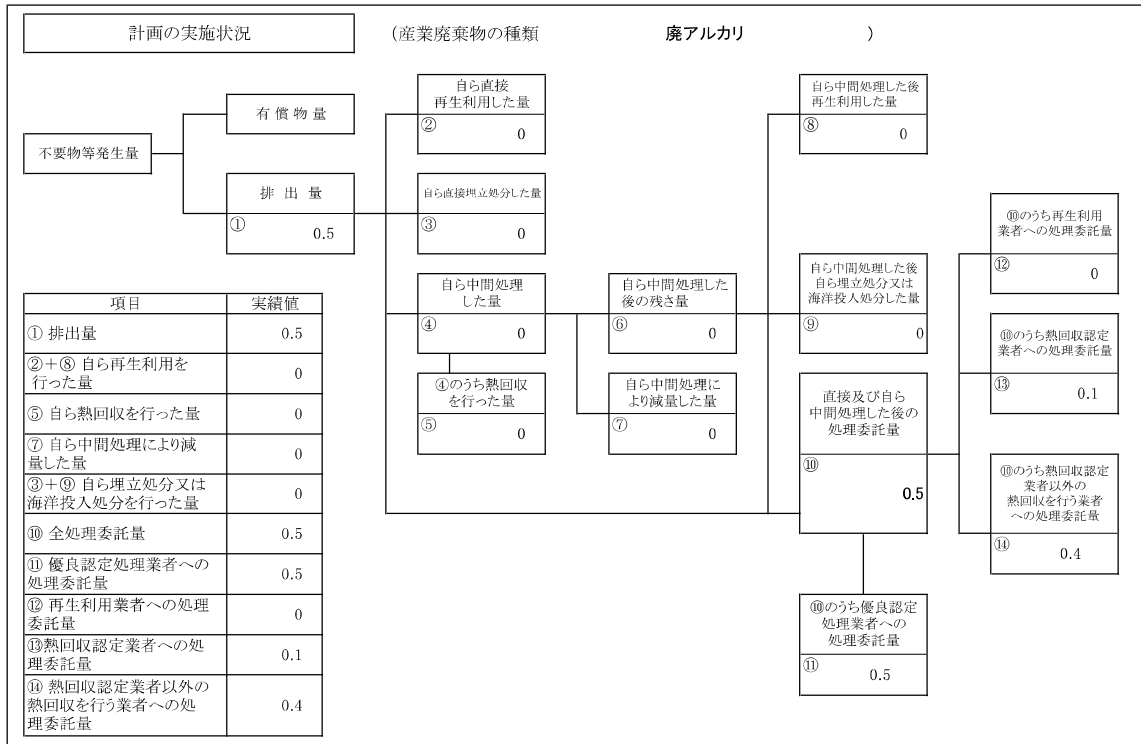 計画の実施状況
(産業廃棄物の種類 廃アルカリ )
不要物等発生量
有償物量
排出量
①
0.5
自ら直接
再生利用した量
②
0
自ら直接埋立処分した量
③
0
自ら中間処理
した量
④
0
④のうち熱回収
を行った量
⑤
0
自ら中間処理した
後の残さ量
⑥
0
自ら中間処理に
より減量した量
⑦
0
自ら中間処理した後
再生利用した量
⑧
0
自ら中間処理した後
自ら埋立処分又は
海洋投入処分した量
⑨
0
直接及び自ら
中間処理した後の
処理委託量
⑩
0.5
⑩のうち優良認定
処理業者への
処理委託量
⑪
0.5
⑩のうち再生利用
業者への処理委託量
⑫
0
⑩のうち熱回収認定
業者への処理委託量
⑬
0.1
⑩のうち熱回収認定
業者以外の
熱回収を行う業者
への処理委託量
⑭
0.4
項目 実績値
① 排出量 0.5
②+⑧ 自ら再生利用を
行った量
0
⑤ 自ら熱回収を行った量 0
⑦ 自ら中間処理により減
量した量
0
③+⑨ 自ら埋立処分又は
海洋投入処分を行った量
0
⑩ 全処理委託量 0.5
⑪ 優良認定処理業者への
処理委託量
0.5
⑫ 再生利用業者への処理
委託量
0
⑬熱回収認定業者への処
理委託量
0.1
⑭ 熱回収認定業者以外の
熱回収を行う業者への処
理委託量
0.4